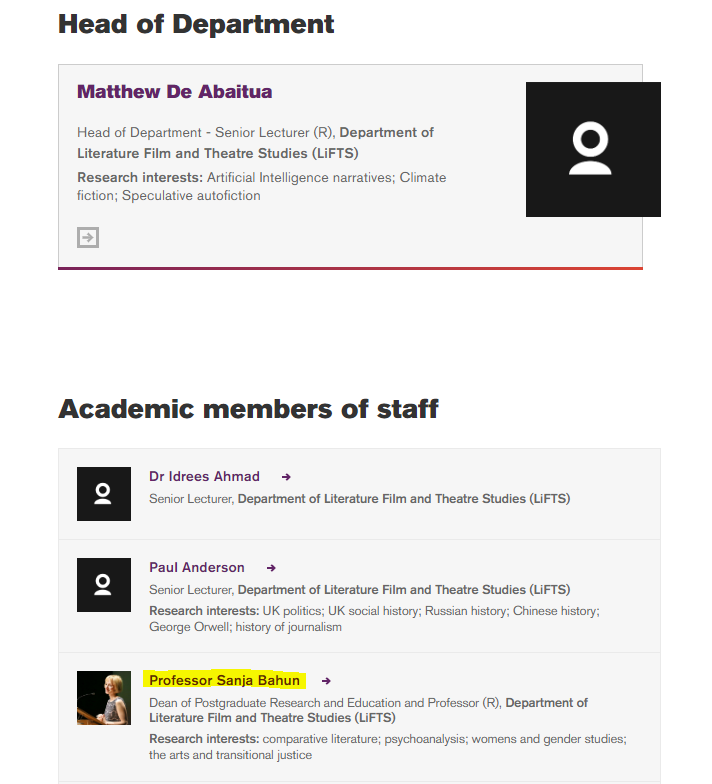 Head of Department
Matthew De Abaitua
Head of Department - Senior Lecturer (R), Department of
Literature Film and Theatre Studies (LiFTS)
Research interests: Artificial Intelligence narratives; Climate
fiction; Speculative autofiction
Academic members of staff
Dr Idrees Ahmad
Senior Lecturer, Department of Literature Film and Theatre Studies (LiFTS)
Paul Anderson
Senior Lecturer, Department of Literature Film and Theatre Studies (LiFTS)
Research interests: UK politics; UK social history; Russian history; Chinese history;
George Orwell; history of journalism
Professor Sanja Bahun
Dean of Postgraduate Research and Education and Professor (R), Department of
Literature Film and Theatre Studies (LiFTS)
Research interests: comparative literature; psychoanalysis; womens and gender studies;
the arts and transitional justice